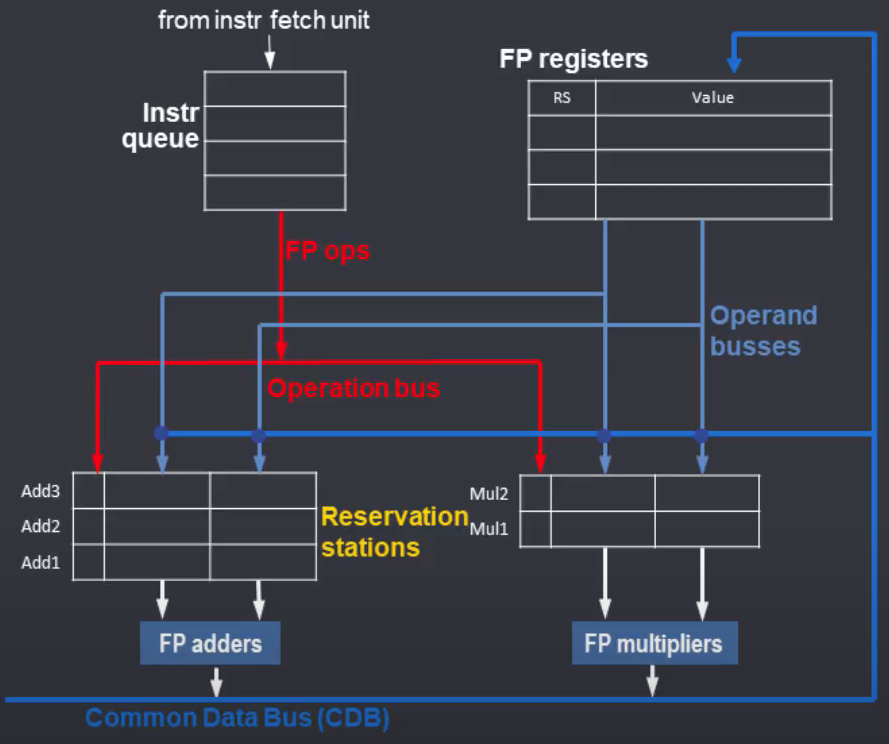 from instr fetch unit
FP registers
RS
Value
Instr
queue
FP ops
Operand
busses
Operation bus
Add3
Add2
Add1
Reservation
stations
Mul2
Mul1
FP adders
FP multipliers
Common Data Bus (CDB)